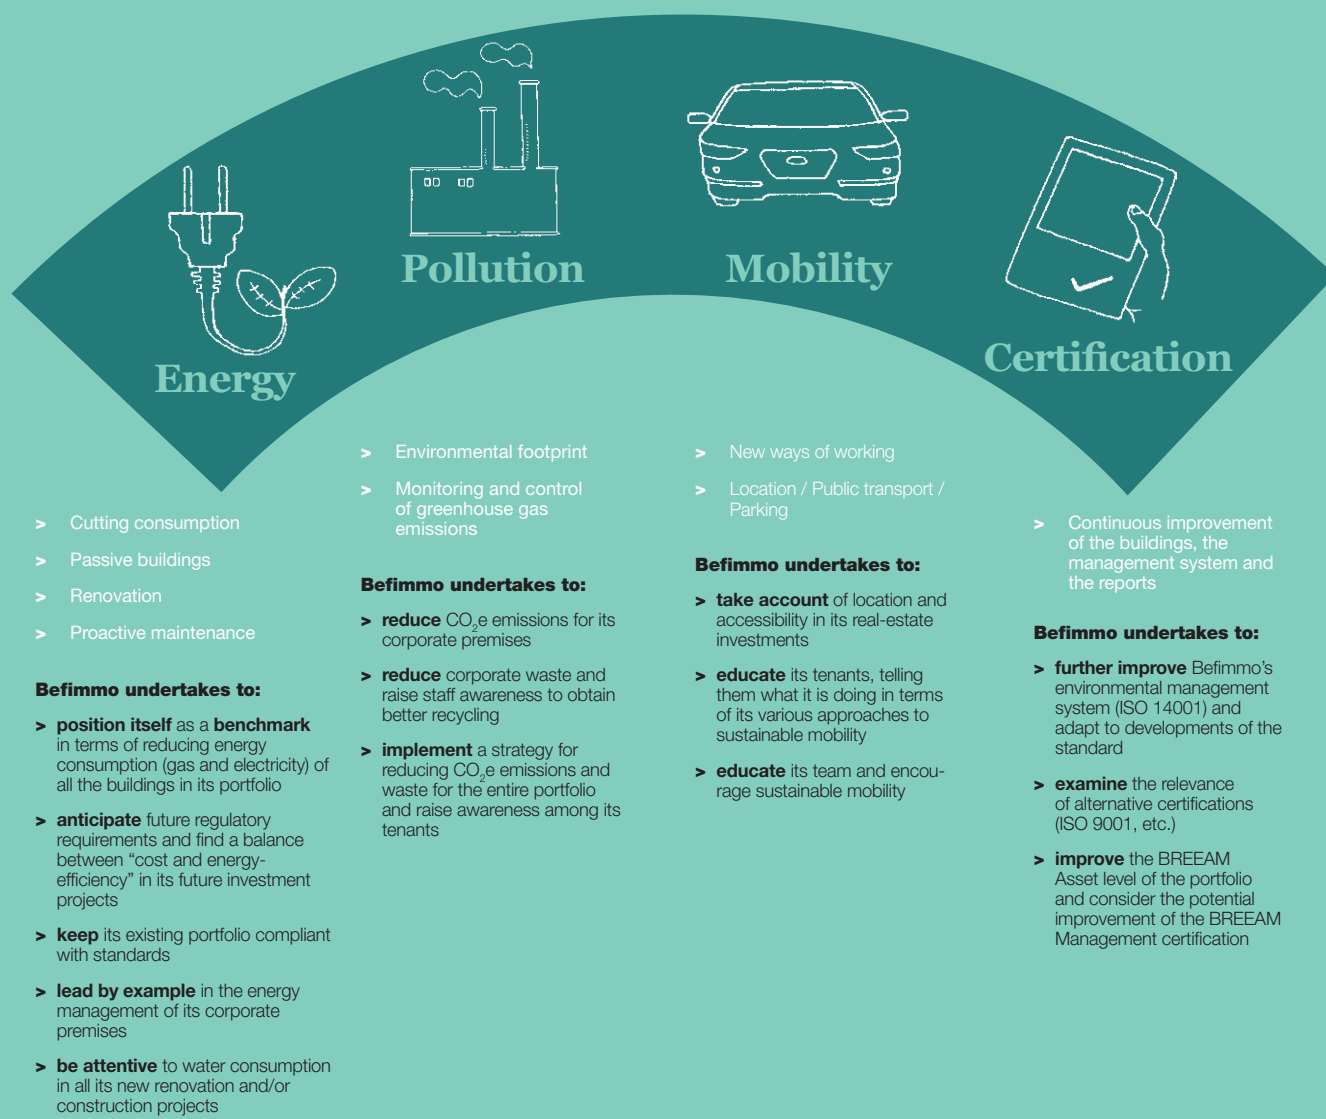 Energy
> Cutting consumption
> Passive buildings
> Renovation
> Proactive maintenance
Befimmo undertakes to:
> position itself as a benchmark
in terms of reducing energy
consumption (gas and electricity) of
all the buildings in its portfolio
> anticipate future regulatory
requirements and find a balance
between “cost and energy-
efficiency” in its future investment
projects
> keep its existing portfolio compliant
with standards
> lead by example in the energy
management of its corporate
premises
> be attentive to water consumption
in all its new renovation and/or
construction projects
Pollution
> Environmental footprint
> Monitoring and control
of greenhouse gas
emissions
Befimmo undertakes to:
> reduce CO₂e emissions for its
corporate premises
> reduce corporate waste and
raise staff awareness to obtain
better recycling
> implement a strategy for
reducing CO₂e emissions and
waste for the entire portfolio
and raise awareness among its
tenants
Mobility
> New ways of working
> Location / Public transport /
Parking
Befimmo undertakes to:
> take account of location and
accessibility in its real-estate
investments
> educate its tenants, telling
them what it is doing in terms
of its various approaches to
sustainable mobility
> educate its team and encou-
rage sustainable mobility
Certification
> Continuous improvement
of the buildings, the
management system and
the reports
Befimmo undertakes to:
> further improve Befimmo’s
environmental management
system (ISO 14001) and
adapt to developments of the
standard
> examine the relevance
of alternative certifications
(ISO 9001, etc.)
> improve the BREEAM
Asset level of the portfolio
and consider the potential
improvement of the BREEAM
Management certification